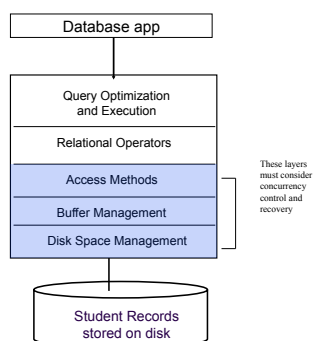 Database app
Query Optimization
and Execution
Relational Operators
Access Methods
Buffer Management
Disk Space Management
These layers
must consider
concurrency
control and
recovery
Student Records
stored on disk